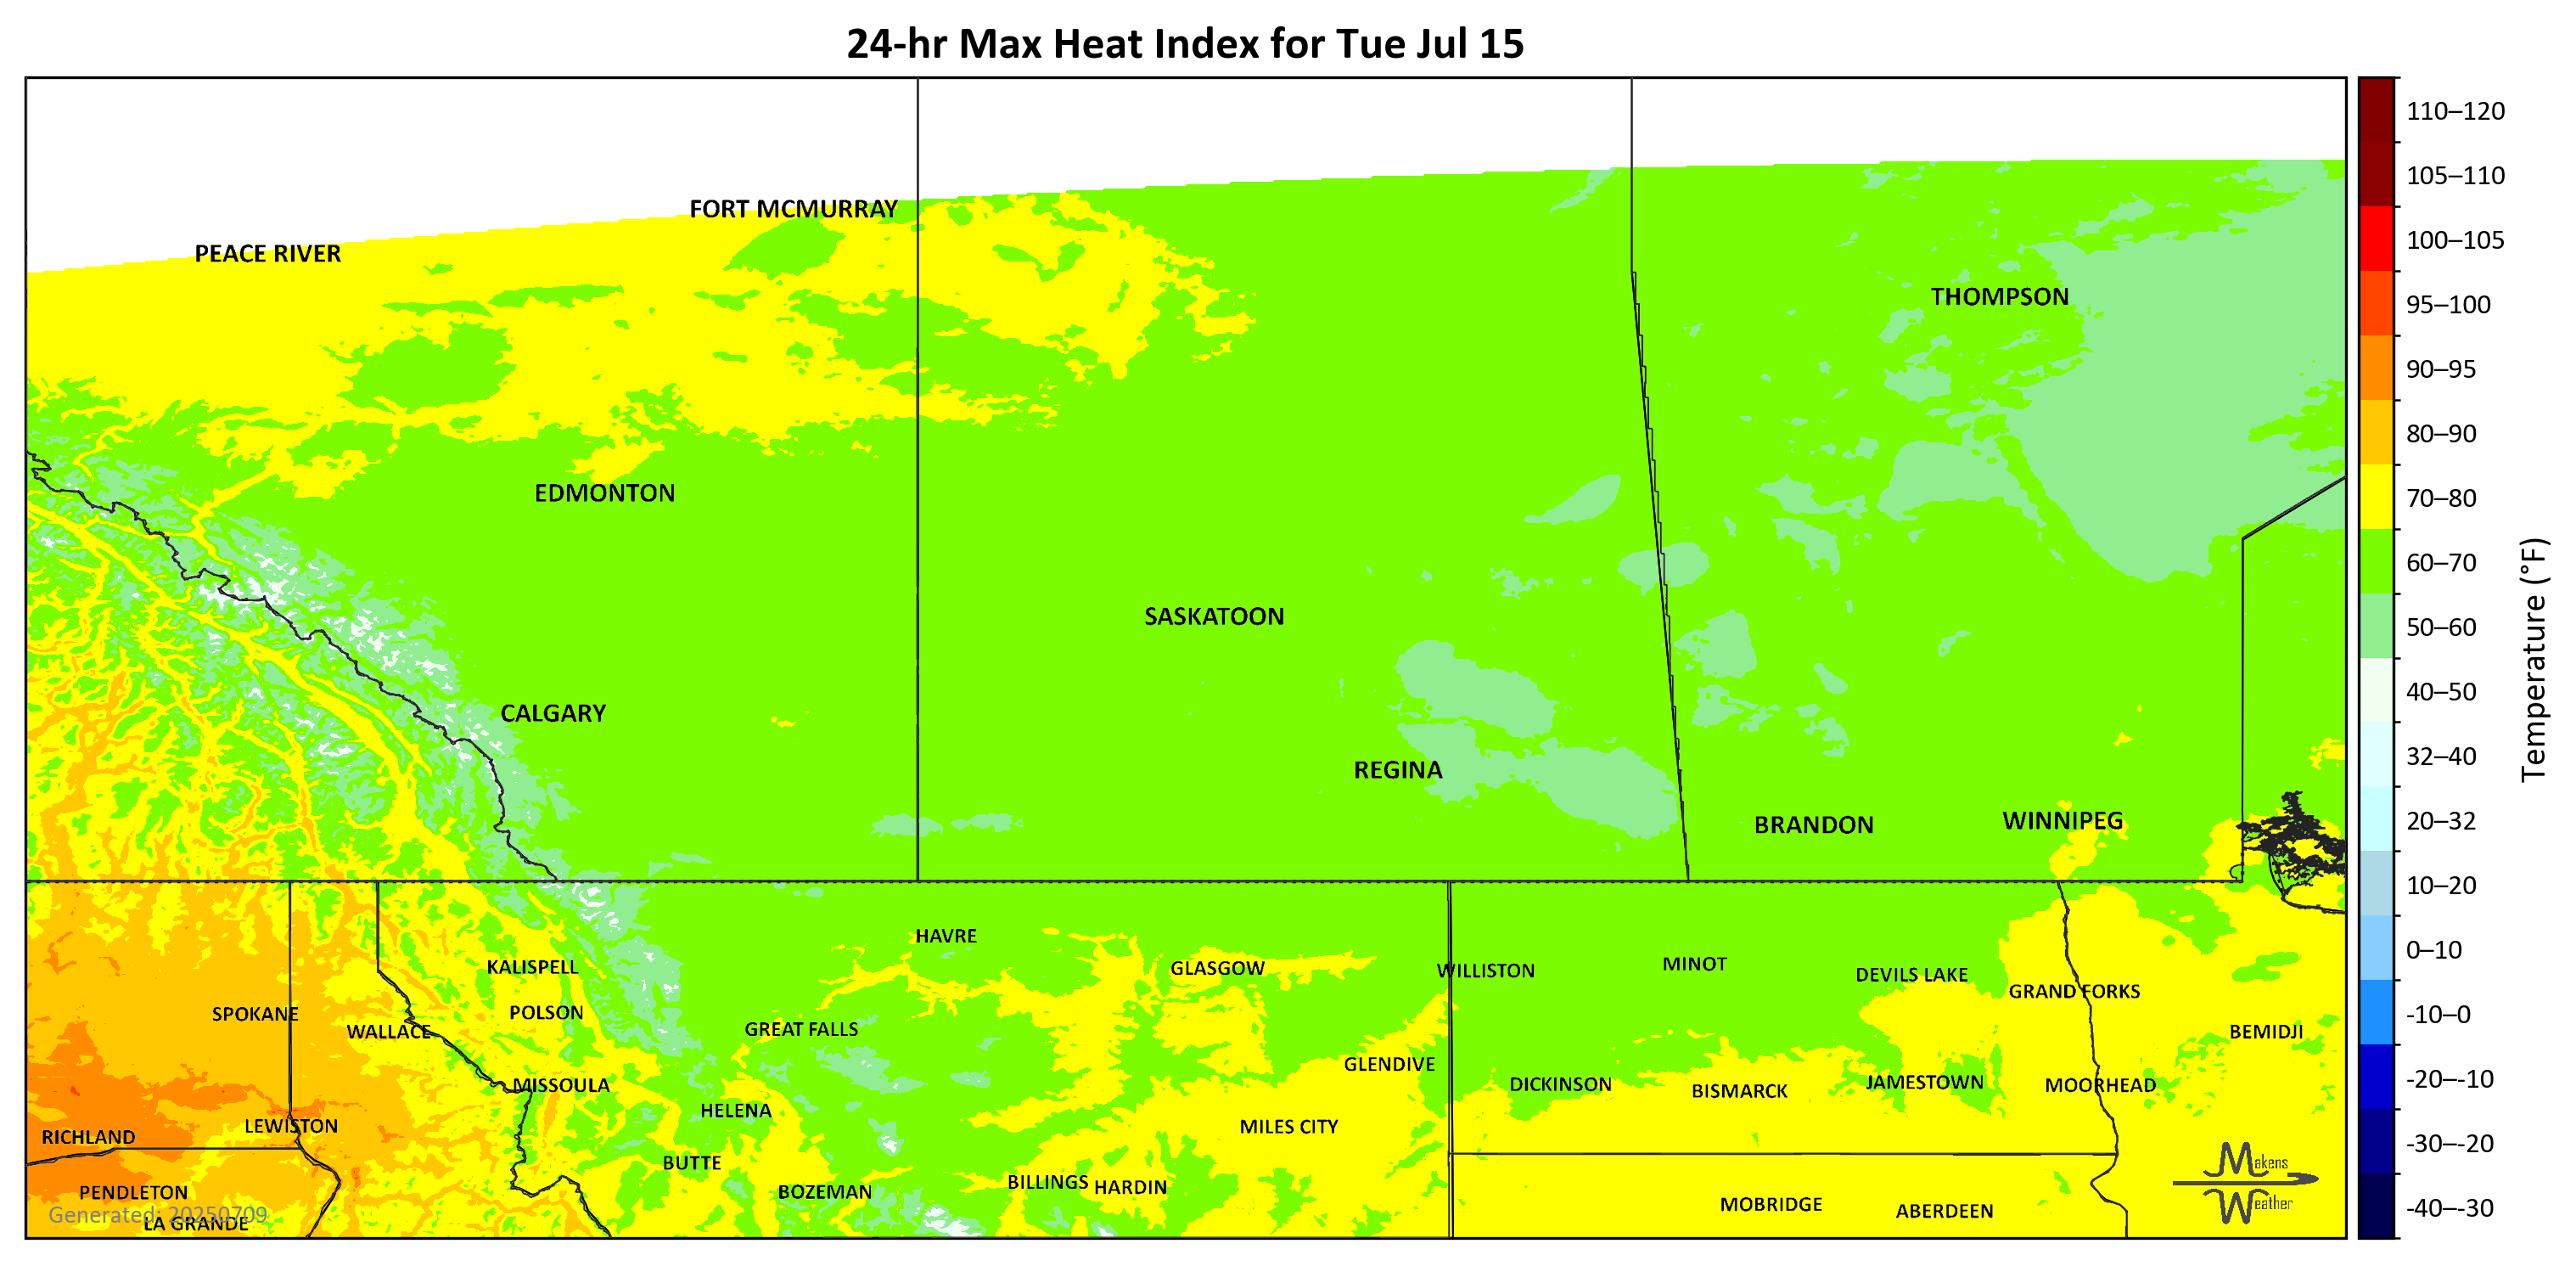 24-hr Max Heat Index for Tue Jul 15
110–120
105–110
100–105
95–100
90–95
80–90
70–80
60–70
50–60
40–50
32–40
20–32
10–20
0–10
-10–0
-20–-10
-30–-20
-40–-30
Temperature (°F)
FORT MCMURRAY
PEACE RIVER
THOMPSON
EDMONTON
SASKATOON
CALGARY
REGINA
BRANDON
WINNIPEG
HAVRE
KALISPELL
GLASGOW
WILLISTON
MINOT
DEVILS LAKE
GRAND FORKS
SPOKANE
POLSON
WALLACE
GREAT FALLS
BEMIDJI
GLENDIVE
MISSOULA
DICKINSON
BISMARCK
JAMESTOWN
MOORHEAD
HELENA
LEWISTON
MILES CITY
RICHLAND
BUTTE
BILLINGS
HARDIN
BOZEMAN
PENDLETON
MOBRIDGE
ABERDEEN
LA GRANDE
Generated: 20250709
Makens
Weather